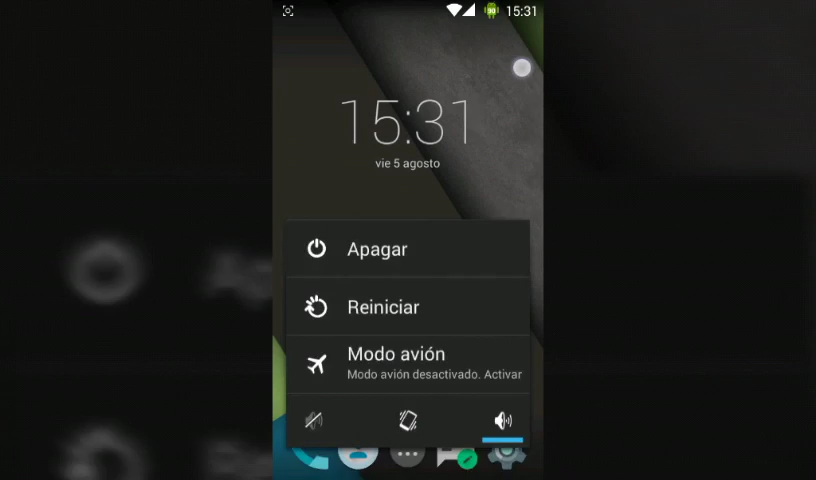 15:31
15:31
vie 5 agosto
Apagar
Reiniciar
Modo avión
Modo avión desactivado. Activar